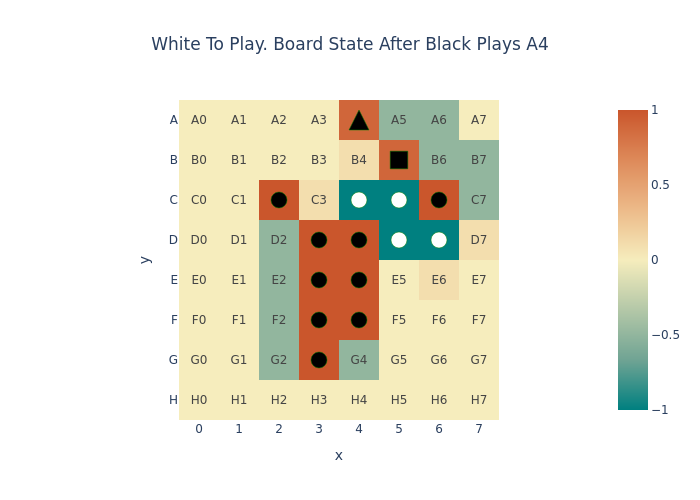 White To Play. Board State After Black Plays A4
A A0 A1 A2 A3 A5 A6 A7
B B0 B1 B2 B3 B4 B6 B7
C C0 C1 C3 C7
D D0 D1 D2 D7
E E0 E1 E2 E5 E6 E7
F F0 F1 F2 F5 F6 F7
G G0 G1 G2 G4 G5 G6 G7
H H0 H1 H2 H3 H4 H5 H6 H7
0 1 2 3 4 5 6 7
x
y
1
0.5
0
−0.5
−1